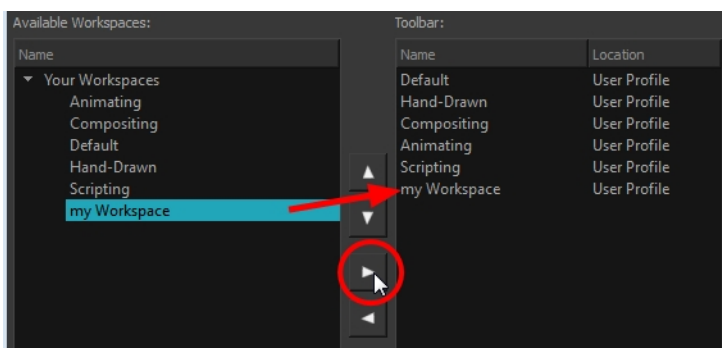 Available Workspaces:
Name
Your Workspaces
Animating
Compositing
Default
Hand-Drawn
Scripting
my Workspace
Toolbar:
Name Location
Default User Profile
Hand-Drawn User Profile
Compositing User Profile
Animating User Profile
Scripting User Profile
my Workspace User Profile